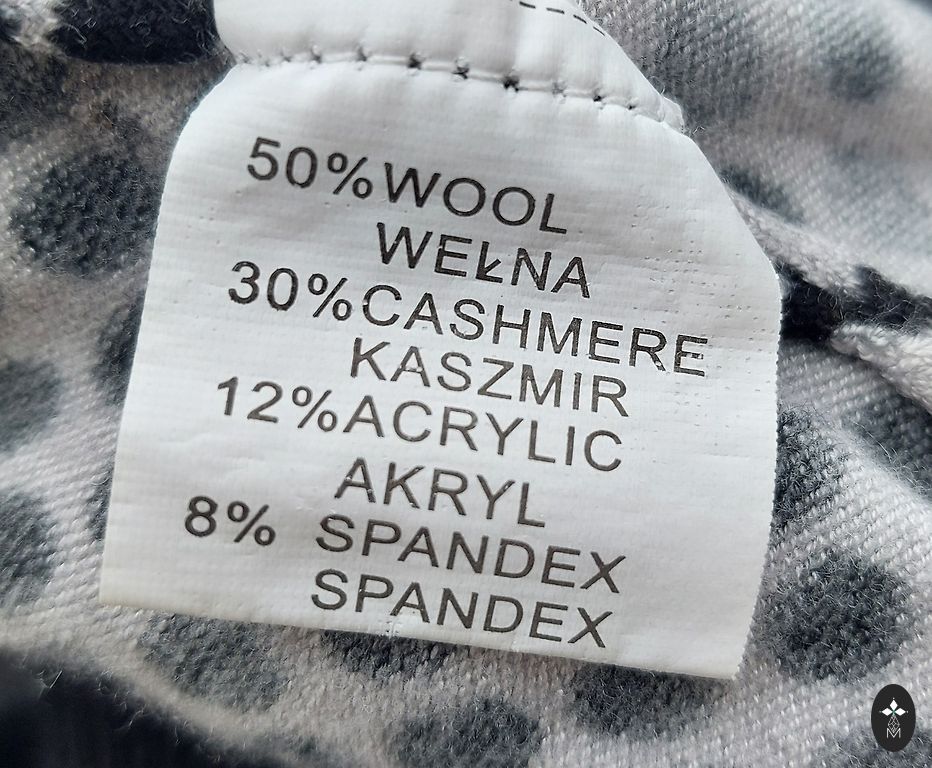 50%WOOL
WEŁNA
30%CASHMERE
KASZMIR
12%ACRYLIC
AKRYL
8% SPANDEX
SPANDEX
M